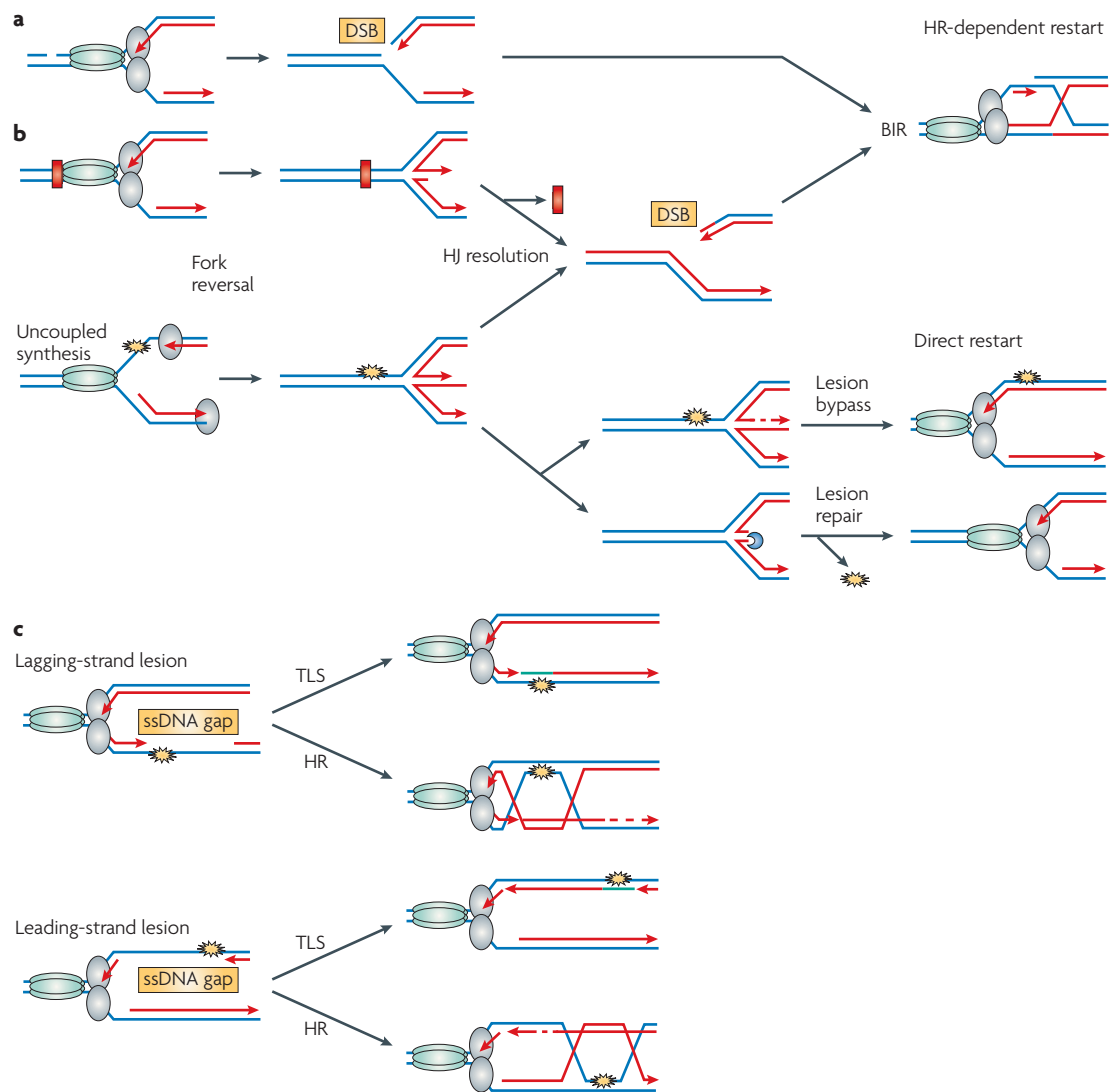 a
DSB
HR-dependent restart
BIR
b
DSB
HJ resolution
Fork
reversal
Uncoupled
synthesis
Direct restart
Lesion
bypass
Lesion
repair
c
Lagging-strand lesion
TLS
ssDNA gap
HR
Leading-strand lesion
TLS
ssDNA gap
HR